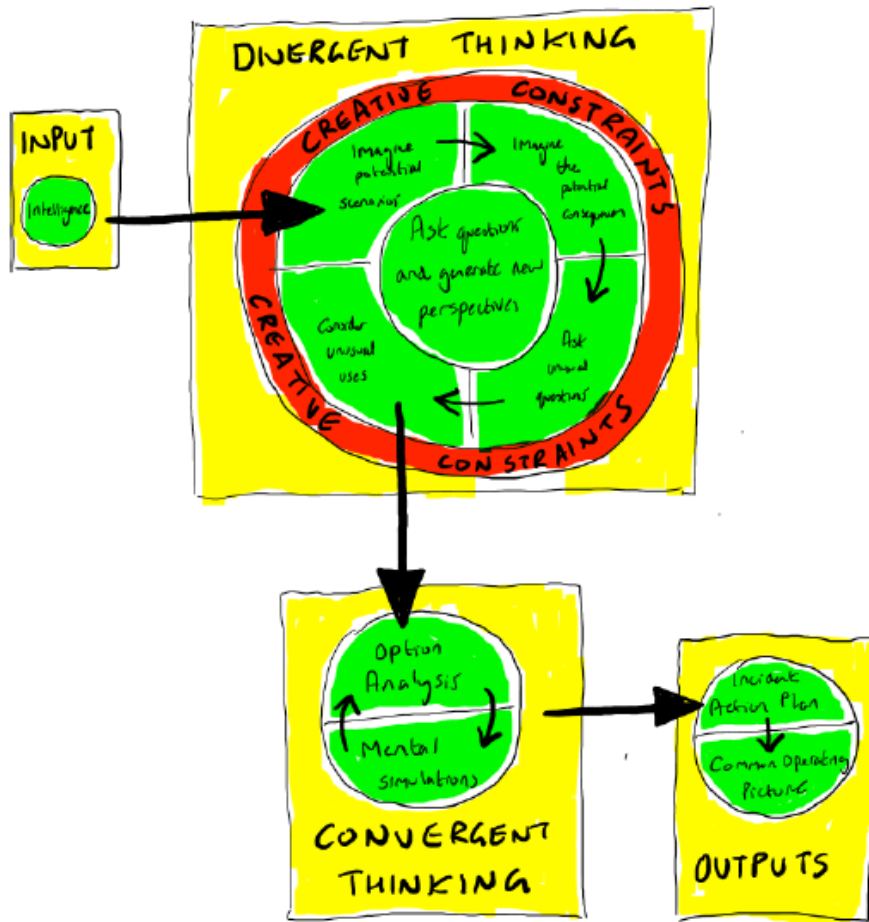 DIVERGENT THINKING
CREATIVE CONSTRAINTS
INPUT
Intelligence
Imagine
potential
scenarios
Imagine
the
potential
consequences
Ask questions
and generate new
perspectives
Consider
unusual
uses
Ask
unusual
questions
CREATIVE CONSTRAINTS
Option
Analysis
Mental
simulations
CONVERGENT
THINKING
Incident
Action Plan
Common Operating
Picture
OUTPUTS